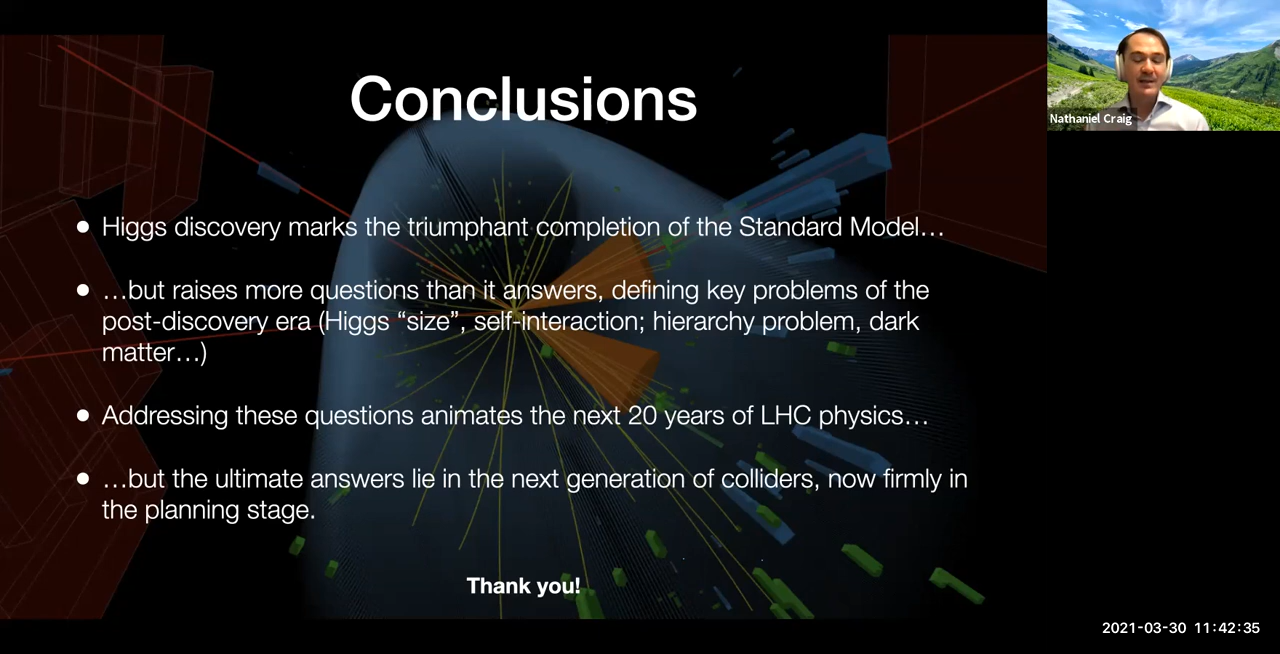 Conclusions
● Higgs discovery marks the triumphant completion of the Standard Model…
● …but raises more questions than it answers, defining key problems of the
post-discovery era (Higgs “size”, self-interaction; hierarchy problem, dark
matter…)
● Addressing these questions animates the next 20 years of LHC physics…
● …but the ultimate answers lie in the next generation of colliders, now firmly in
the planning stage.
Thank you!
Nathaniel Craig
2021-03-30 11:42:35